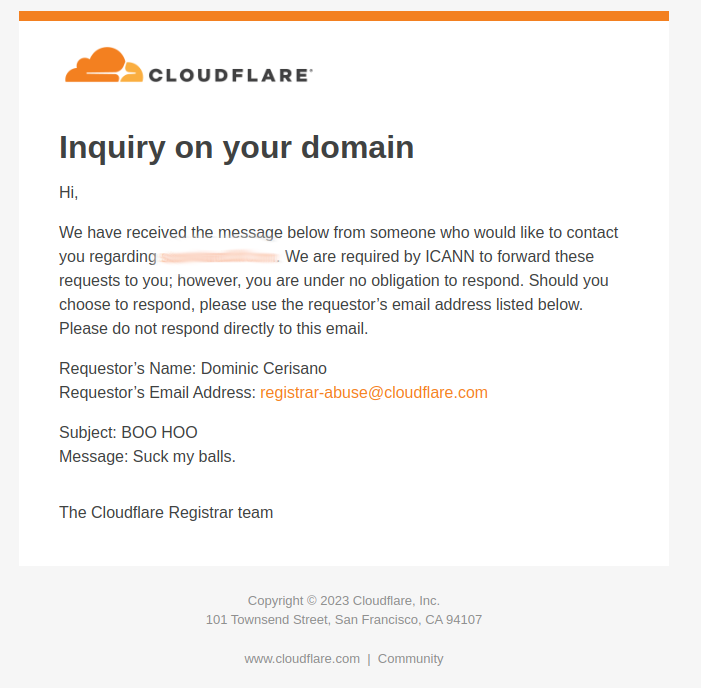 CLOUDFLARE®
Inquiry on your domain
Hi,
We have received the message below from someone who would like to contact
you regarding . We are required by ICANN to forward these
requests to you; however, you are under no obligation to respond. Should you
choose to respond, please use the requestor’s email address listed below.
Please do not respond directly to this email.
Requestor’s Name: Dominic Cerisano
Requestor’s Email Address: registrar-abuse@cloudflare.com
Subject: BOO HOO
Message: Suck my balls.
The Cloudflare Registrar team
Copyright © 2023 Cloudflare, Inc.
101 Townsend Street, San Francisco, CA 94107
www.cloudflare.com | Community